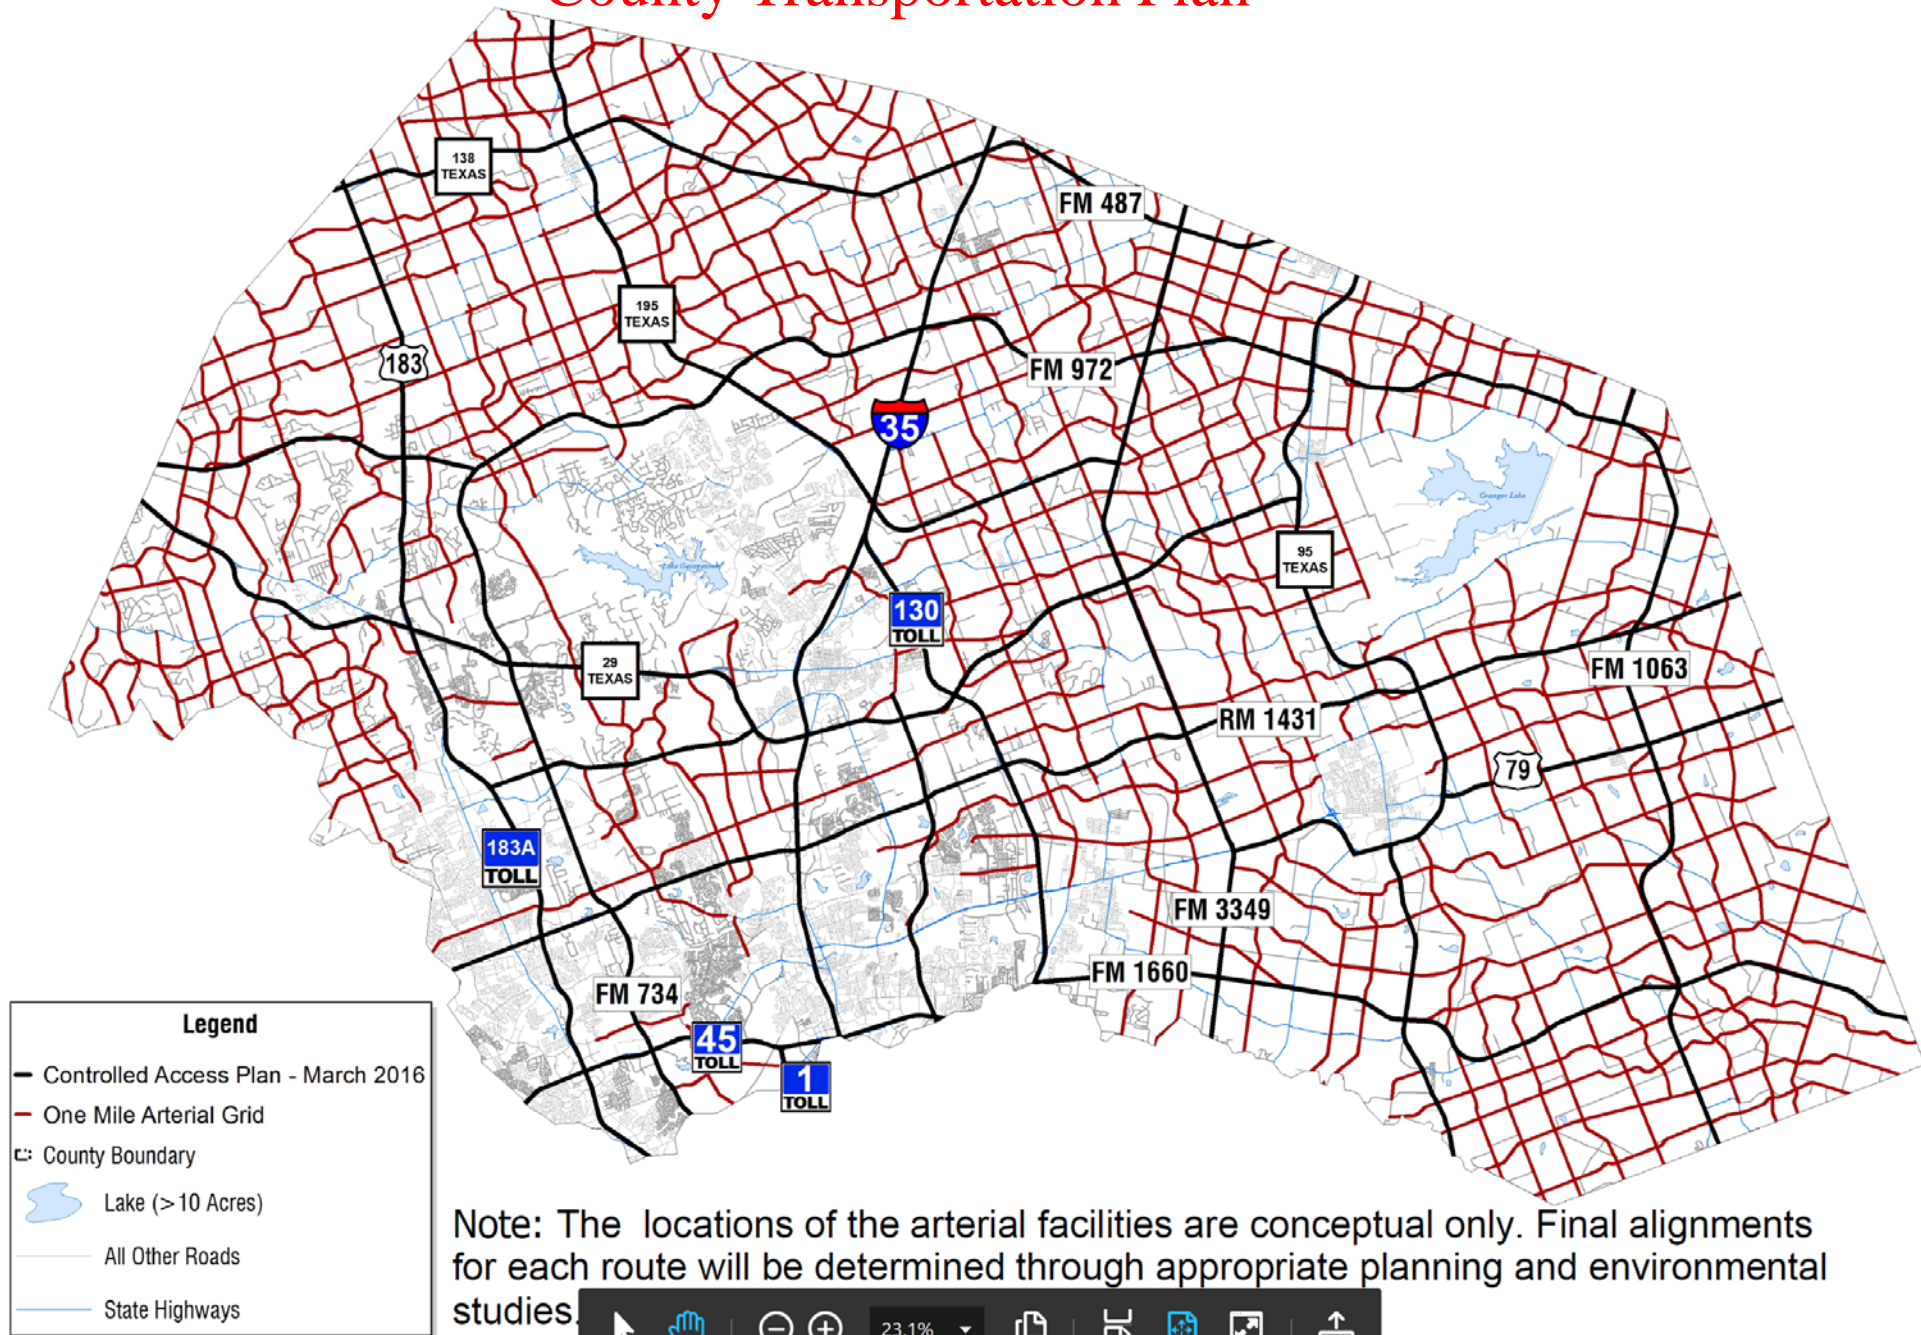 County Transportation Plan
138
TEXAS
FM 487
195
TEXAS
183
FM 972
35
Granger Lake
95
TEXAS
Lake Georgetown
130
TOLL
29
TEXAS
FM 1063
RM 1431
79
183A
TOLL
FM 3349
FM 1660
FM 734
45
TOLL
1
TOLL
Legend
Controlled Access Plan - March 2016
One Mile Arterial Grid
County Boundary
Lake (>10 Acres)
All Other Roads
State Highways
Note: The locations of the arterial facilities are conceptual only. Final alignments
for each route will be determined through appropriate planning and environmental
studies.
23.1%